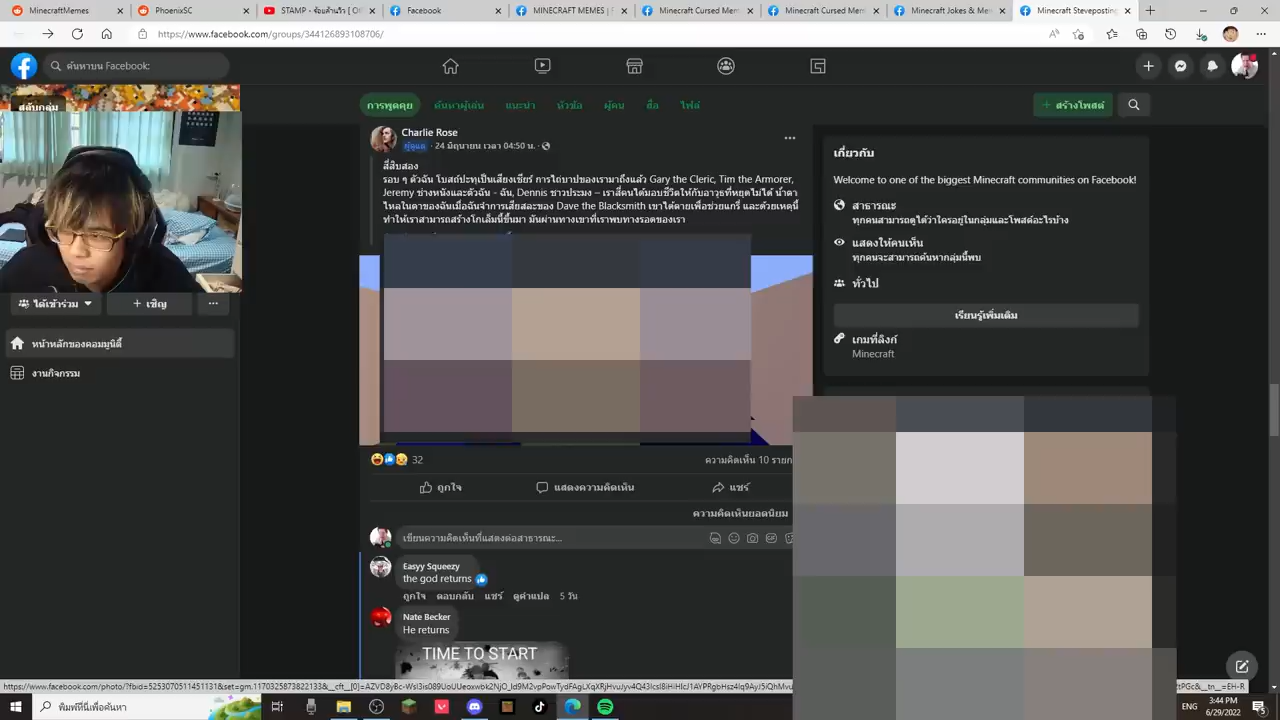 MinecraftMemes
PhoenixSC
Facebook
MINECRAFT MEMES | F
Minecraft Cursed Mem
Minecraft Cursed Mem
Minecraft Jokes & Me
Minecraft Steveposting
https://www.facebook.com/groups/344126893108706/
ค้นหาบน Facebook
สลับกลุ่ม
การพูดคุย
ค้นหาผู้เล่น
แนะนำ
หัวข้อ
ผู้คน
สื่อ
ไฟล์
+ สร้างโพสต์
Charlie Rose
ผู้ดูแล · 24 มิถุนายน เวลา 04:50 น. ·
สี่สิบสอง
รอบ ๆ ตัวฉัน โบสถ์ปะทุเป็นเสียงเชียร์ การไถ่บาปของเรามาถึงแล้ว Gary the Cleric, Tim the Armorer,
Jeremy ช่างหนังและตัวฉัน - ฉัน, Dennis ชาวประมง – เราสี่คนได้มอบชีวิตให้กับอาวุธที่หยุดไม่ได้ น้ำตา
ไหลในตาของฉันเมื่อฉันจำการเสียสละของ Dave the Blacksmith เขาได้ตายเพื่อช่วยแกรี่ และด้วยเหตุนี้
ทำให้เราสามารถสร้างโกเล็มนี้ขึ้นมา มันผ่านทางเขาที่เราพบทางรอดของเรา
เกี่ยวกับ
Welcome to one of the biggest Minecraft communities on Facebook!
สาธารณะ
ทุกคนสามารถดูได้ว่าใครอยู่ในกลุ่มและโพสต์อะไรบ้าง
แสดงให้คนเห็น
ทุกคนจะสามารถค้นหากลุ่มนี้พบ
ทั่วไป
เรียนรู้เพิ่มเติม
เกมที่ลิงก์
Minecraft
ได้เข้าร่วม
+ เชิญ
หน้าหลักของคอมมูนิตี้
งานกิจกรรม
32
ความคิดเห็น 10 รายก
ถูกใจ
แสดงความคิดเห็น
แชร์
ความคิดเห็นยอดนิยม
เขียนความคิดเห็นที่แสดงต่อสาธารณะ...
Easyy Squeezy
the god returns
ถูกใจ ตอบกลับ แชร์ ดูคำแปล 5 วัน
Nate Becker
He returns
TIME TO START
พิมพ์ที่นี่เพื่อค้นหา
3:44 PM
6/29/2022